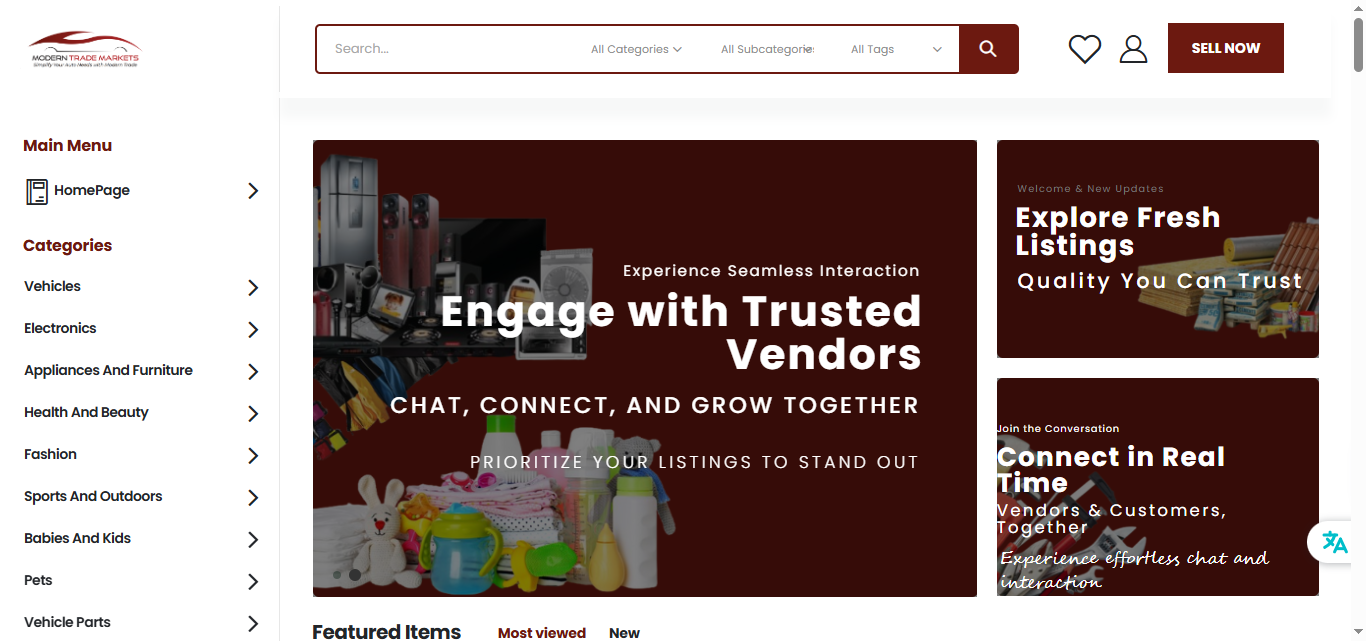 MODERN TRADE MARKETS
Simplify Your Auto Needs with Modern Trade
Search...
All Categories
All Subcategories
All Tags
SELL NOW
Main Menu
HomePage
Categories
Vehicles
Electronics
Appliances And Furniture
Health And Beauty
Fashion
Sports And Outdoors
Babies And Kids
Pets
Vehicle Parts
Experience Seamless Interaction
Engage with Trusted
Vendors
CHAT, CONNECT, AND GROW TOGETHER
PRIORITIZE YOUR LISTINGS TO STAND OUT
Welcome & New Updates
Explore Fresh
Listings
Quality You Can Trust
Join the Conversation
Connect in Real
Time
Vendors & Customers,
Together
Experience effortless chat and
interaction
Featured Items
Most viewed
New